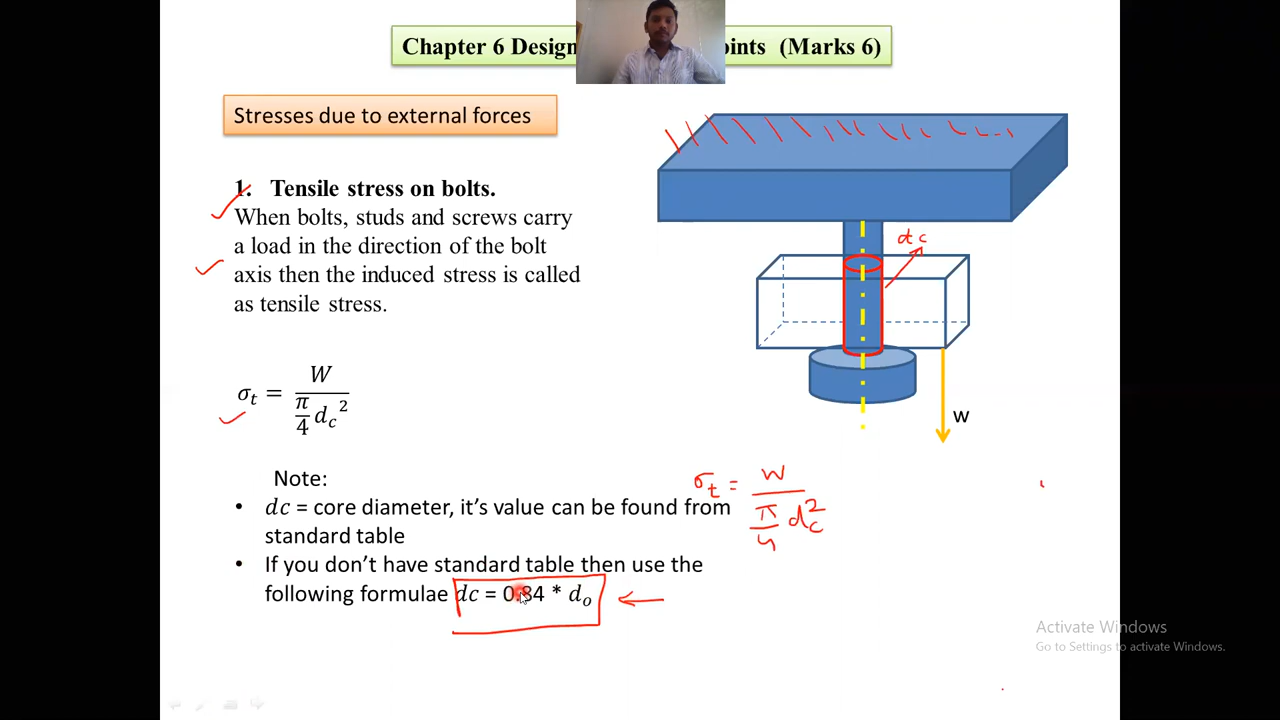 Chapter 6 Design oints (Marks 6)
Stresses due to external forces
1. Tensile stress on bolts.
When bolts, studs and screws carry
a load in the direction of the bolt
axis then the induced stress is called
as tensile stress.
dc
σt = W / (π/4 dc²)
w
Note:
σt = W / (π/4 dc²)
• dc = core diameter, it's value can be found from
standard table
• If you don't have standard table then use the
following formulae dc = 0.84 * do
Activate Windows
Go to Settings to activate Windows.